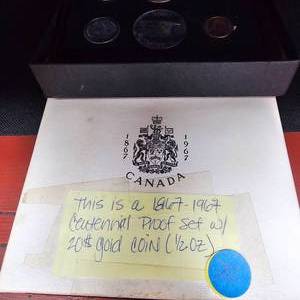 1867 1967
CANADA
This is a 1867-1967
Centennial Proof Set w/
20$ gold coin (1/2 oz)